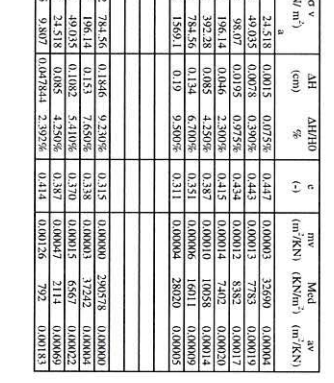 σ v ΔH ΔH/H0 e mv Med av
N/ m²) (cm) % (-) (m²/KN) (KN/m²) (m²/KN)
a
24.518 0.0015 0.075% 0.447 0.00003 32690 0.00004
49.035 0.0078 0.390% 0.443 0.00013 7783 0.00019
98.07 0.0195 0.975% 0.434 0.00012 8382 0.00017
196.14 0.046 2.300% 0.415 0.00014 7402 0.00020
392.28 0.085 4.250% 0.387 0.00010 10058 0.00014
784.56 0.134 6.700% 0.351 0.00006 16011 0.00009
1569.1 0.19 9.500% 0.311 0.00004 28020 0.00005
784.56 0.1846 9.230% 0.315 0.00000 290578 0.00000
196.14 0.153 7.650% 0.338 0.00003 37242 0.00004
49.035 0.1082 5.410% 0.370 0.00015 6567 0.00022
24.518 0.085 4.250% 0.387 0.00047 2114 0.00069
9.807 0.047844 2.392% 0.414 0.00126 792 0.00183